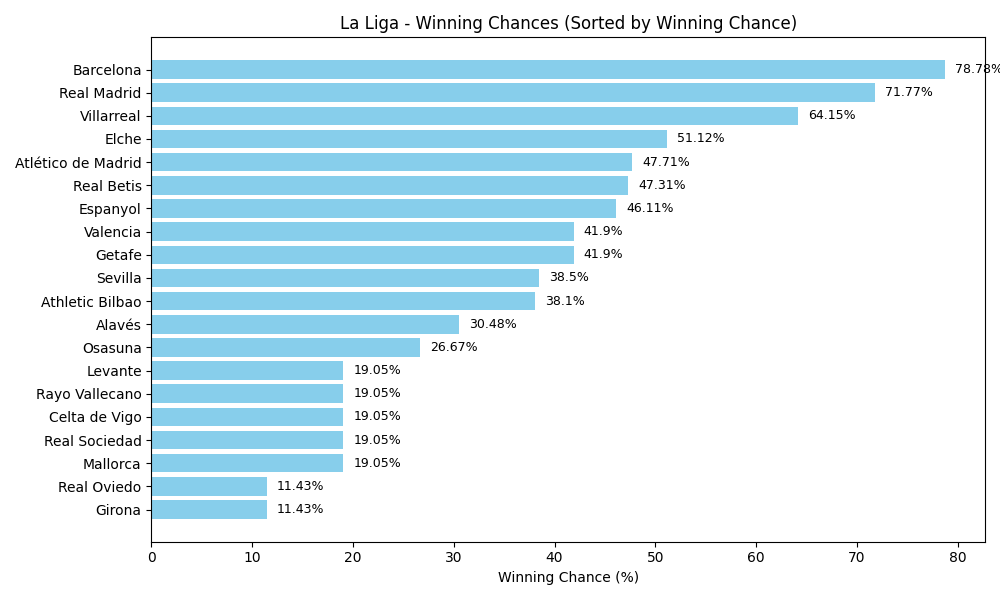 La Liga - Winning Chances (Sorted by Winning Chance)
Barcelona 78.78%
Real Madrid 71.77%
Villarreal 64.15%
Elche 51.12%
Atlético de Madrid 47.71%
Real Betis 47.31%
Espanyol 46.11%
Valencia 41.9%
Getafe 41.9%
Sevilla 38.5%
Athletic Bilbao 38.1%
Alavés 30.48%
Osasuna 26.67%
Levante 19.05%
Rayo Vallecano 19.05%
Celta de Vigo 19.05%
Real Sociedad 19.05%
Mallorca 19.05%
Real Oviedo 11.43%
Girona 11.43%
0 10 20 30 40 50 60 70 80
Winning Chance (%)